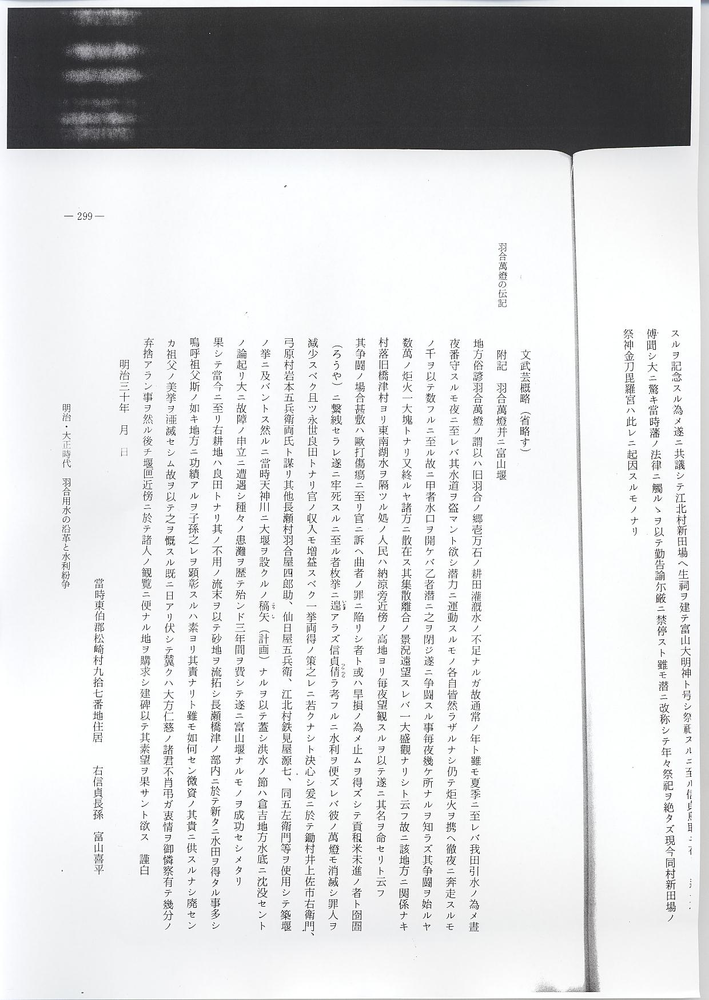 スルヲ記念スル為メ遂ニ共議シテ江北村新田場ヘ生祠ヲ建テ富山大明神ト号シ祭祀スルニ至ル信貞鳥取
傅聞シ大ニ驚キ當時藩ノ法律ニ觸ルヽヲ以テ勤告諭尓厳ニ禁停スト雖モ潜ニ改称シテ年々祭祀ヲ絶タズ現今同村新田場ノ
祭神金刀毘羅宮ハ此レニ起因スルモノナリ
文武芸概略（省略す）
附記　羽合萬燈并ニ富山堰
羽合萬燈の伝記
地方俗諺羽合萬燈ノ謂以ハ旧羽合ノ郷壱万石ノ耕田灌漑水ノ不足ナルガ故通常ノ年ト雖モ夏季ニ至レバ我田引水ノ為メ晝
夜番守スルモ夜ニ至レバ其水道ヲ盗マント欲シ潜力ニ運動スルモノ各自皆然ラザルナシ仍テ炬火ヲ携ヘ徹夜ニ奔走スルモ
ノ千ヲ以テ数フルニ至ル故ニ甲者水口ヲ開ケバ乙者潜ニ之ヲ閉ジ遂ニ争闘スル事毎夜幾ケ所ナルヲ知ラズ其争闘ヲ始ルヤ
数萬ノ炬火一大塊トナリ又終ルヤ諸方ニ散在ス其集散離合ノ景況遠望スレバ一大盛觀ナリシト云フ故ニ該地方ニ関係ナキ
村落旧橋津村ヨリ東南湖水ヲ隔ツル処ノ人民ハ納涼旁近傍ノ高地ヨリ毎夜望観スルヲ以テ遂ニ其名ヲ命セリト云フ
其争闘ノ場合甚敷ハ歐打傷瘍ニ至リ官ニ訴ヘ曲者ノ罪ニ陥リシ者ト或ハ旱損ノ為メ止ムヲ得ズシテ貢租米未進ノ者ト囹圄
（ろうや）ニ繋絏セラレ遂ニ牢死スルニ至ル者枚挙ニ遑アラズ信貞倩ラ考フルニ水利ヲ便ズレバ彼ノ萬燈モ消滅シ罪人ヲ
減少スベク且ツ永世良田トナリ官ノ収入モ増益スベク一挙両得ノ策之レニ若クナシト決心シ爰ニ於テ鋤村井上佐市右衛門、
弓原村岩本五兵衛両氏ト謀リ其他長瀬村羽合屋四郎助、仙日屋五兵衛、江北村鉄見屋源七、同五左衛門等ヲ使用シテ築堰
ノ挙ニ及バントス然ルニ當時天神川ニ大堰ヲ設クルノ稿矢（計画）ナルヲ以テ蓋シ洪水ノ節ハ倉吉地方水底ニ沈没セント
ノ論起リ大ニ故障ノ申立ニ遭遇シ種々ノ患灘ヲ歴テ殆ンド三年間ヲ費シテ遂ニ富山堰ナルモノヲ成功セシメタリ
果シテ當今ニ至リ右耕地ハ良田トナリ其ノ不用ノ流末ヲ以テ砂地ヲ流拓シ長瀬橋津ノ部内ニ於テ新タニ水田ヲ得タル事多シ
嗚呼祖父斯ノ如キ地方ニ功績アルヲ子孫之レヲ顕彰スルハ素ヨリ其責ナリト雖モ如何セン微資ノ其貴ニ供スルナシ廃セン
カ祖父ノ美挙ヲ湮滅セシム故ヲ以テ之ヲ慨スル既ニ日アリ伏シテ兾クハ大方仁慈ノ諸君不肖弔ガ衷情ヲ御憐察有テ幾分ノ
弃捨アラン事ヲ然ル後チ堰匝近傍ニ於テ諸人ノ観覧ニ便ナル地ヲ購求シ建碑以テ其素望ヲ果サント欲ス　謹白
明治三十年　月　日
當時東伯郡松崎村九拾七番地住居　右信貞長孫　富山喜平
明治・大正時代　羽合用水の沿革と水利紛争
― 299 ―